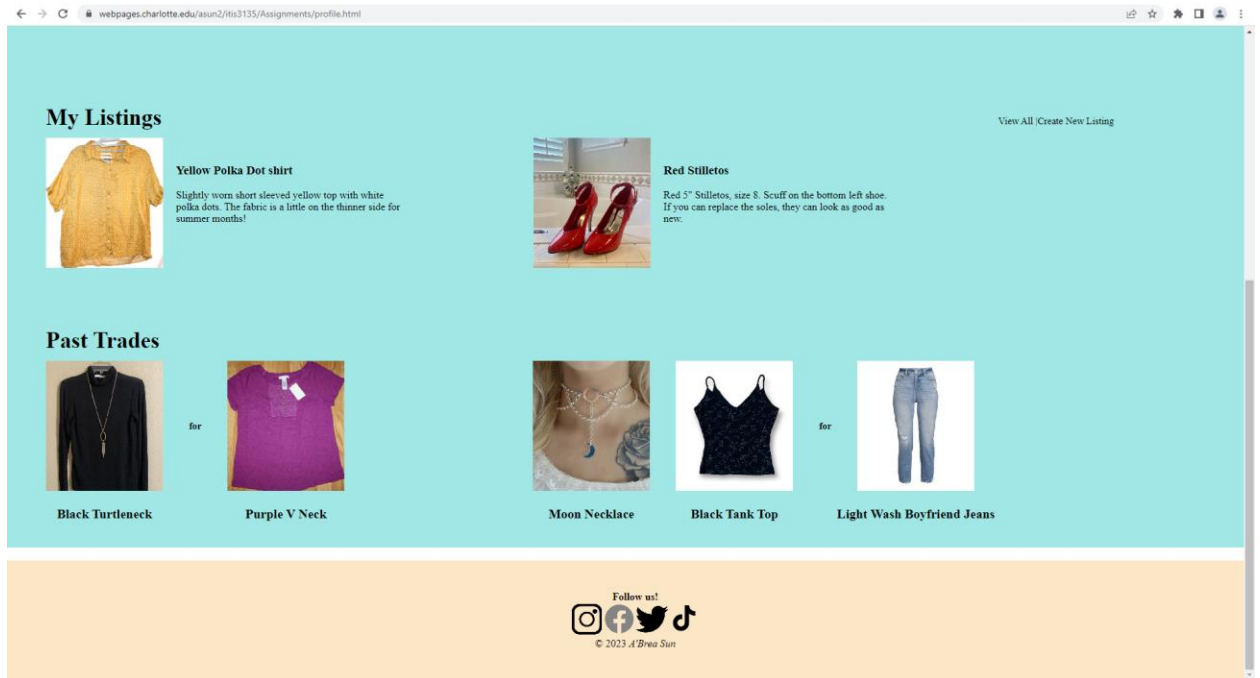 webpages.charlotte.edu/asun2/itis3135/Assignments/profile.html
My Listings
View All |Create New Listing
Yellow Polka Dot shirt
Slightly worn short sleeved yellow top with white
polka dots. The fabric is a little on the thinner side for
summer months!
Red Stilletos
Red 5" Stilletos, size 8. Scuff on the bottom left shoe.
If you can replace the soles, they can look as good as
new.
Past Trades
for
for
Black Turtleneck
Purple V Neck
Moon Necklace
Black Tank Top
Light Wash Boyfriend Jeans
Follow us!
© 2023 A'Brea Sun